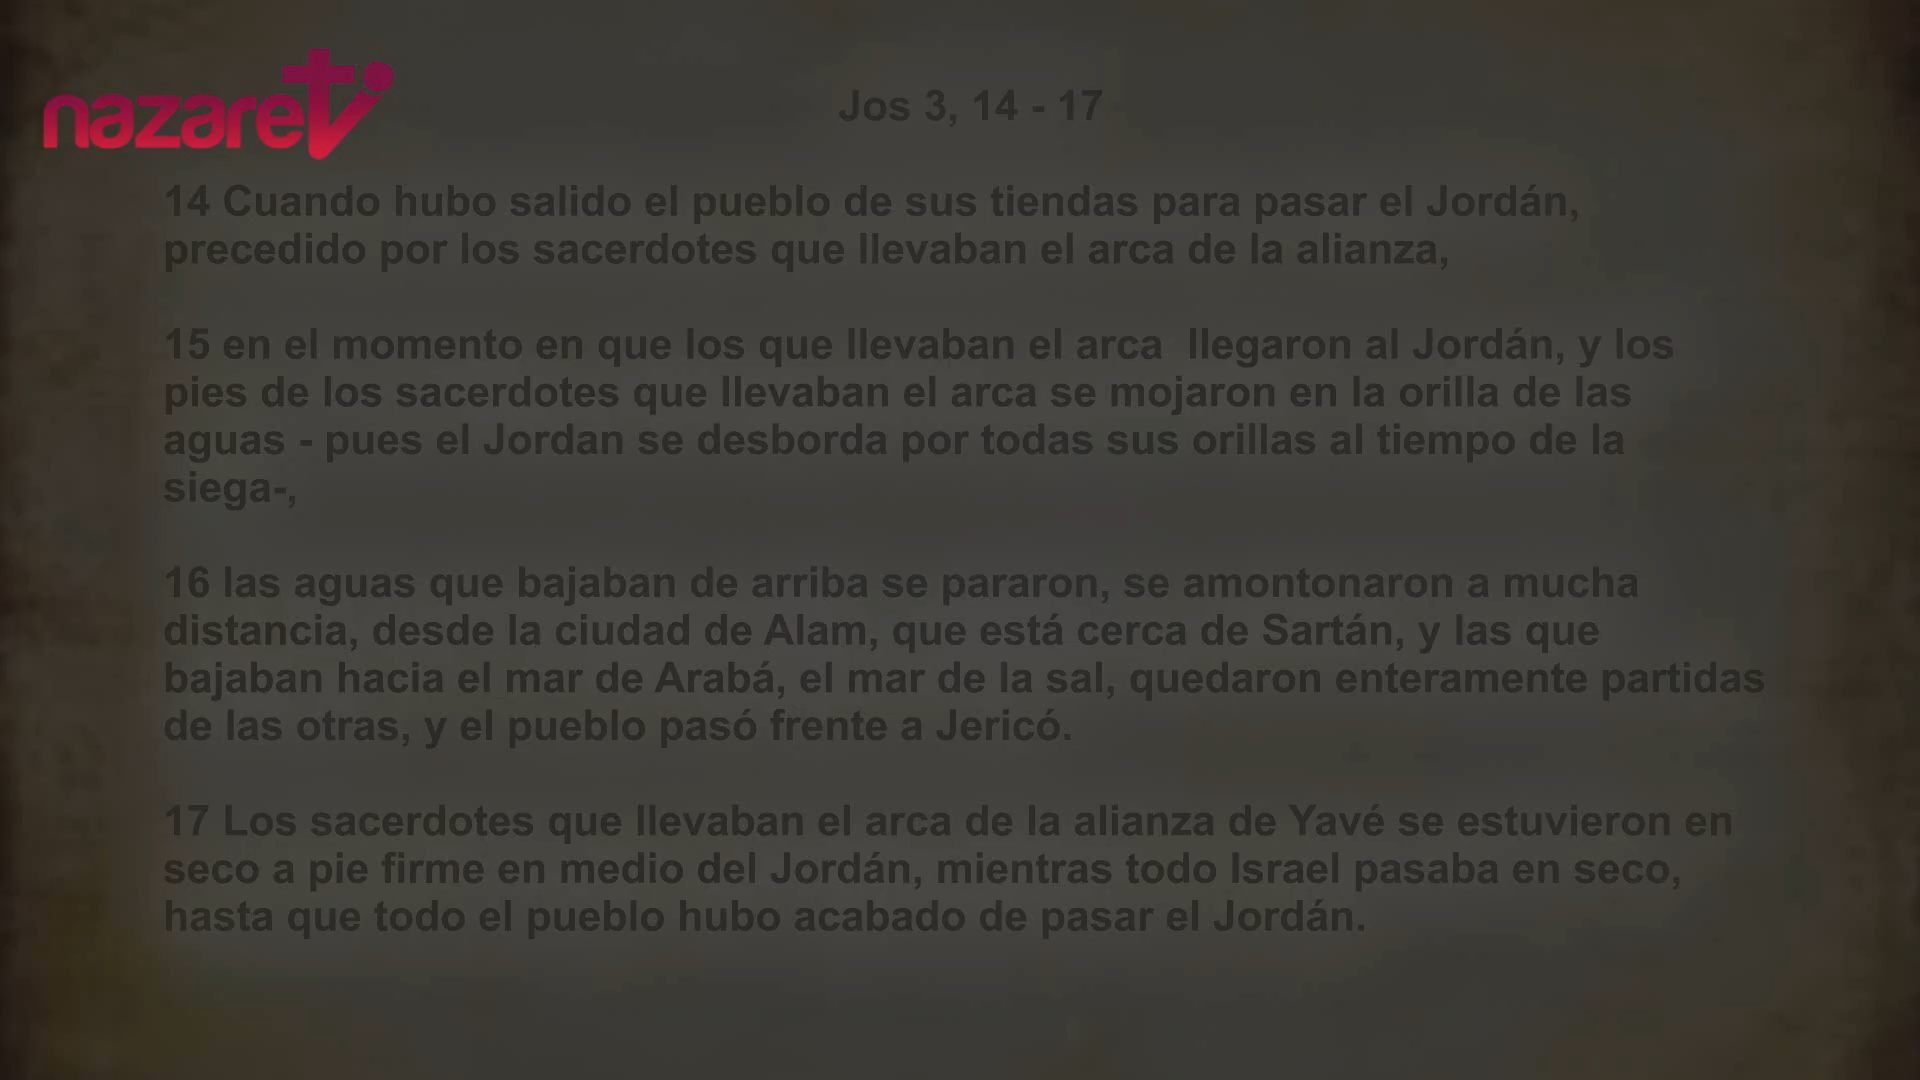 nazaretv
Jos 3, 14 - 17
14 Cuando hubo salido el pueblo de sus tiendas para pasar el Jordán,
precedido por los sacerdotes que llevaban el arca de la alianza,
15 en el momento en que los que llevaban el arca  llegaron al Jordán, y los
pies de los sacerdotes que llevaban el arca se mojaron en la orilla de las
aguas - pues el Jordan se desborda por todas sus orillas al tiempo de la
siega-,
16 las aguas que bajaban de arriba se pararon, se amontonaron a mucha
distancia, desde la ciudad de Alam, que está cerca de Sartán, y las que
bajaban hacia el mar de Arabá, el mar de la sal, quedaron enteramente partidas
de las otras, y el pueblo pasó frente a Jericó.
17 Los sacerdotes que llevaban el arca de la alianza de Yavé se estuvieron en
seco a pie firme en medio del Jordán, mientras todo Israel pasaba en seco,
hasta que todo el pueblo hubo acabado de pasar el Jordán.